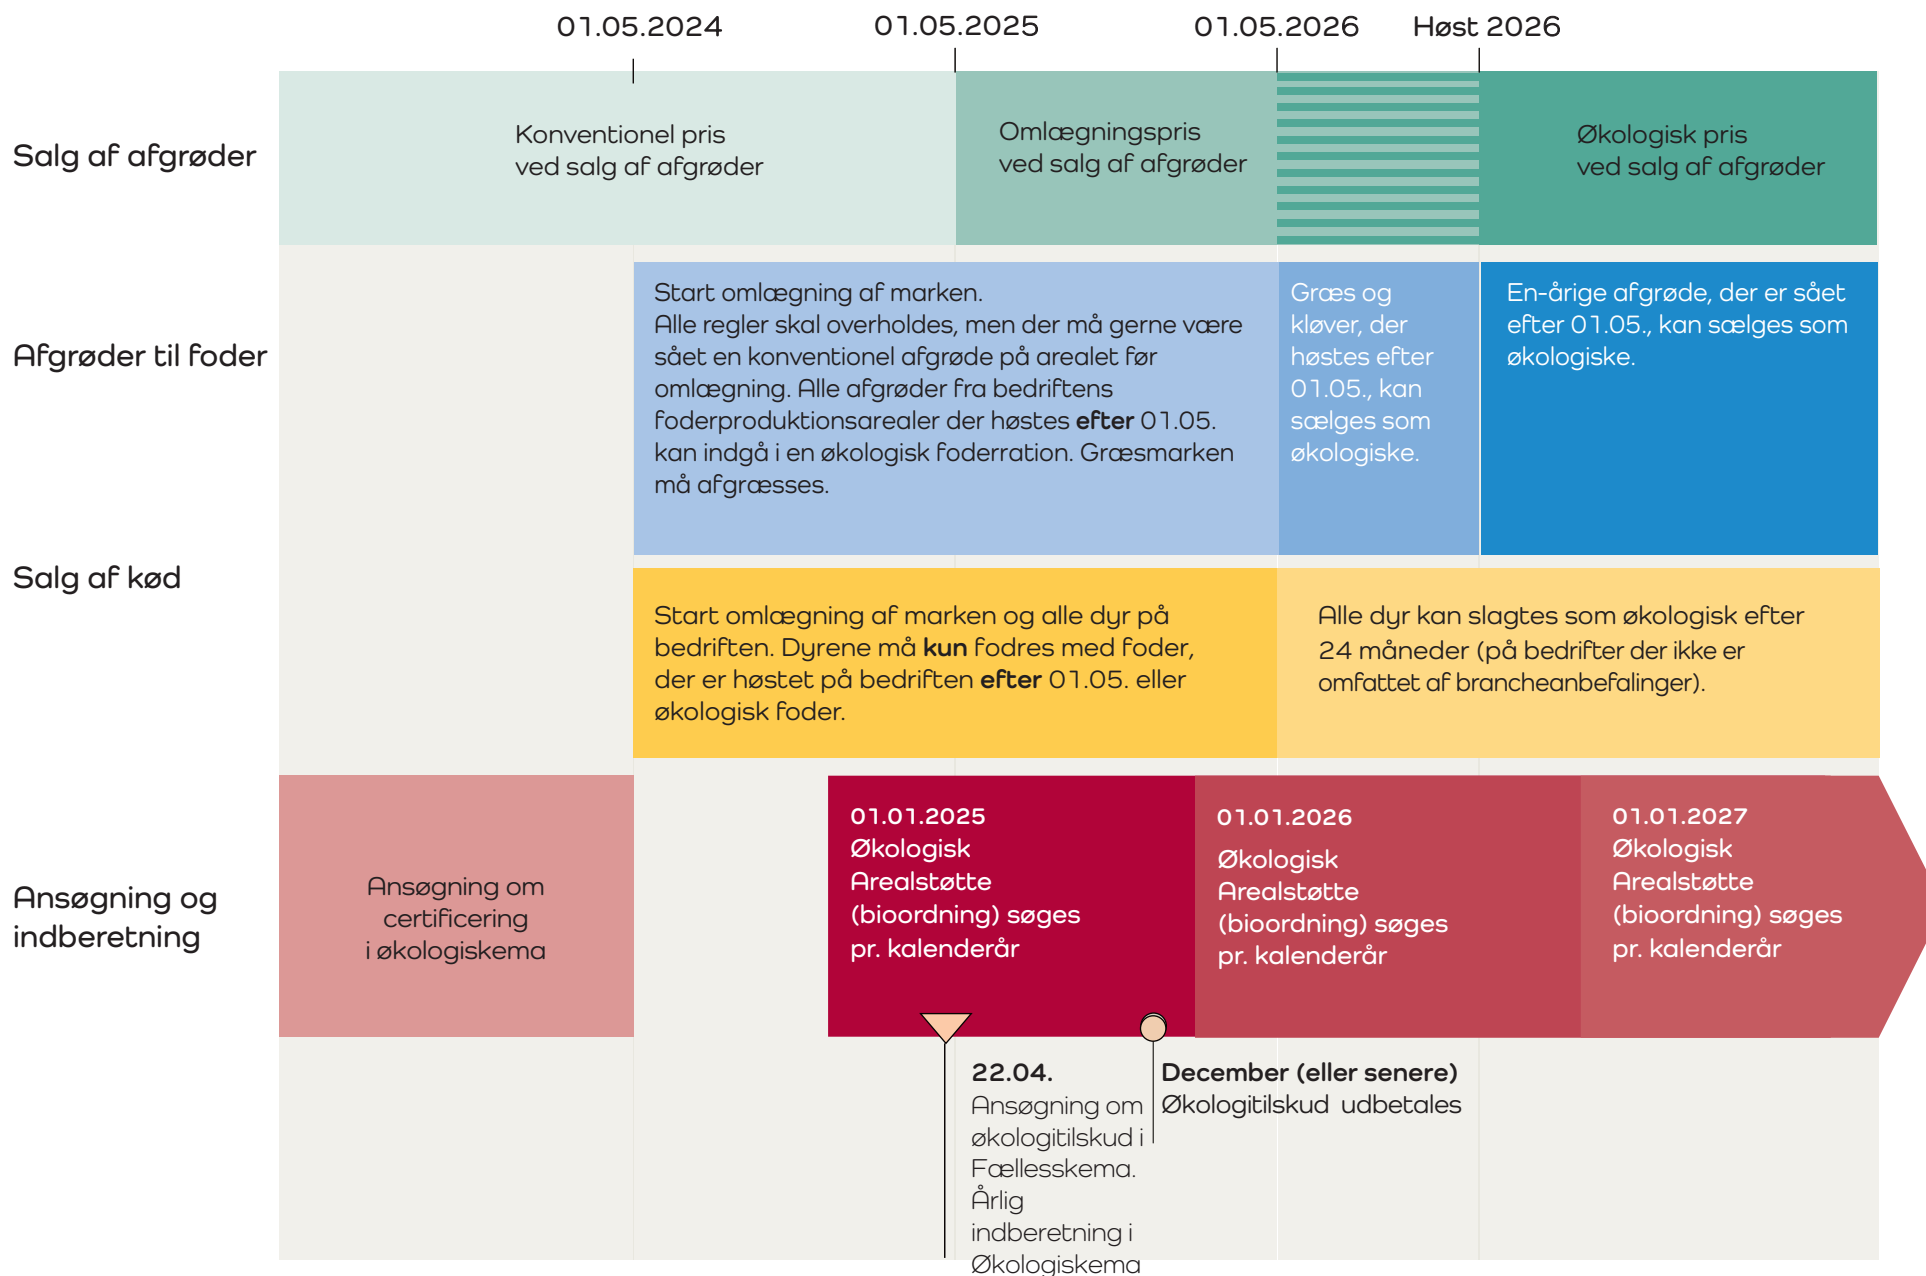 01.05.2024
01.05.2025
01.05.2026
Høst 2026
Salg af afgrøder
Konventionel pris
ved salg af afgrøder
Omlægningspris
ved salg af afgrøder
Økologisk pris
ved salg af afgrøder
Afgrøder til foder
Start omlægning af marken.
Alle regler skal overholdes, men der må gerne være
sået en konventionel afgrøde på arealet før
omlægning. Alle afgrøder fra bedriftens
foderproduktionsarealer der høstes efter 01.05.
kan indgå i en økologisk foderration. Græsmarken
må afgræsses.
Græs og
kløver, der
høstes efter
01.05., kan
sælges som
økologiske.
En-årige afgrøde, der er sået
efter 01.05., kan sælges som
økologiske.
Salg af kød
Start omlægning af marken og alle dyr på
bedriften. Dyrene må kun fodres med foder,
der er høstet på bedriften efter 01.05. eller
økologisk foder.
Alle dyr kan slagtes som økologisk efter
24 måneder (på bedrifter der ikke er
omfattet af brancheanbefalinger).
Ansøgning og
indberetning
Ansøgning om
certificering
i økologiskema
01.01.2025
Økologisk
Arealstøtte
(bioordning) søges
pr. kalenderår
01.01.2026
Økologisk
Arealstøtte
(bioordning) søges
pr. kalenderår
01.01.2027
Økologisk
Arealstøtte
(bioordning) søges
pr. kalenderår
22.04.
Ansøgning om
økologitilskud i
Fællesskema.
Årlig
indberetning i
Økologiskema
December (eller senere)
Økologitilskud udbetales